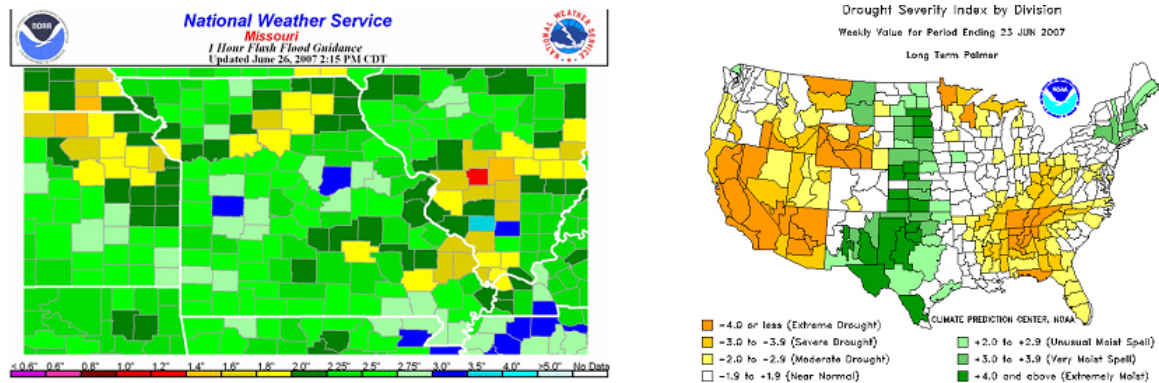 National Weather Service
Missouri
1 Hour Flash Flood Guidance
Updated June 26, 2007 2:15 PM CDT
NOAA
NATIONAL WEATHER SERVICE
< 0.6" 0.6" 0.8" 1.2" 1.4" 1.6" 1.8" 2.0" 2.25" 2.5" 2.75" 3.0" 3.5" 4.0" ≥5.0" No Data
Drought Severity Index by Division
Weekly Value for Period Ending 23 JUN 2007
Long Term Palmer
NOAA
CLIMATE PREDICTION CENTER, NOAA
-4.0 or less (Extreme Drought)
-3.0 to -3.9 (Severe Drought)
-2.0 to -2.9 (Moderate Drought)
-1.9 to +1.9 (Near Normal)
+2.0 to +2.9 (Unusual Moist Spell)
+3.0 to +3.9 (Very Moist Spell)
+4.0 and above (Extremely Moist)